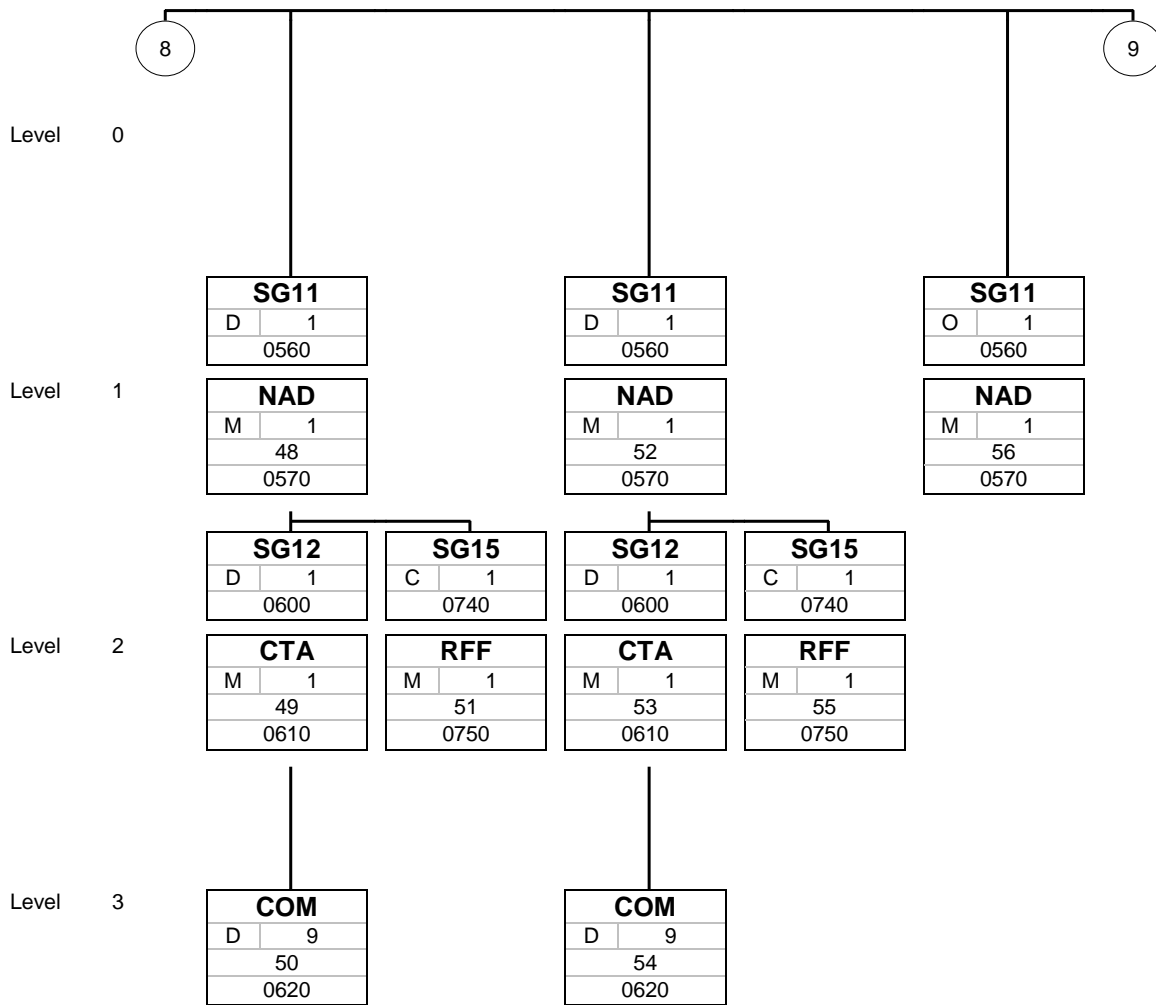 8 9
Level 0
SG11 SG11 SG11
D 1 D 1 O 1
0560 0560 0560
Level 1
NAD NAD NAD
M 1 M 1 M 1
48 52 56
0570 0570 0570
SG12 SG15 SG12 SG15
D 1 C 1 D 1 C 1
0600 0740 0600 0740
Level 2
CTA RFF CTA RFF
M 1 M 1 M 1 M 1
49 51 53 55
0610 0750 0610 0750
Level 3
COM COM
D 9 D 9
50 54
0620 0620